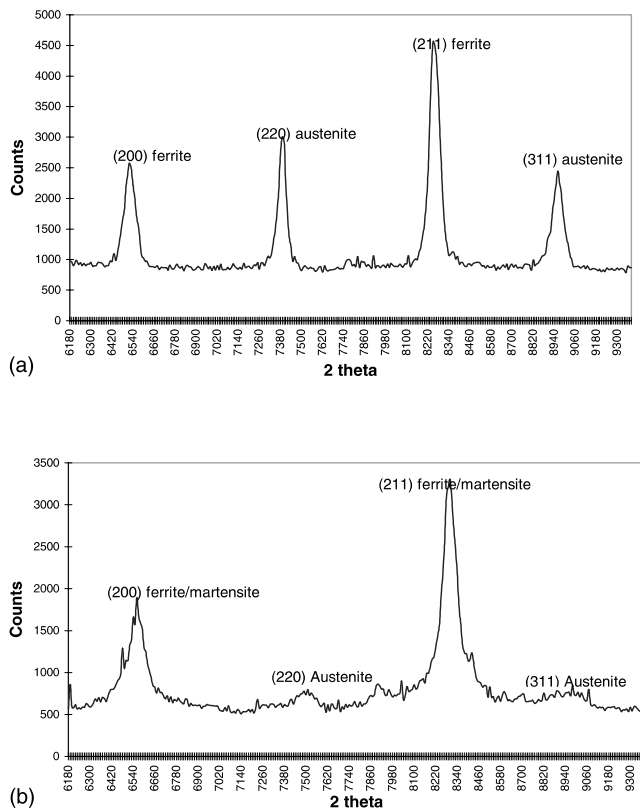 5000
4500
4000
3500
3000
2500
2000
1500
1000
500
0
Counts
(200) ferrite
(220) austenite
(211) ferrite
(311) austenite
6180 6300 6420 6540 6660 6780 6900 7020 7140 7260 7380 7500 7620 7740 7860 7980 8100 8220 8340 8460 8580 8700 8820 8940 9060 9180 9300
2 theta
(a)
3500
3000
2500
2000
1500
1000
500
0
Counts
(200) ferrite/martensite
(220) Austenite
(211) ferrite/martensite
(311) Austenite
6180 6300 6420 6540 6660 6780 6900 7020 7140 7260 7380 7500 7620 7740 7860 7980 8100 8220 8340 8460 8580 8700 8820 8940 9060 9180 9300
2 theta
(b)